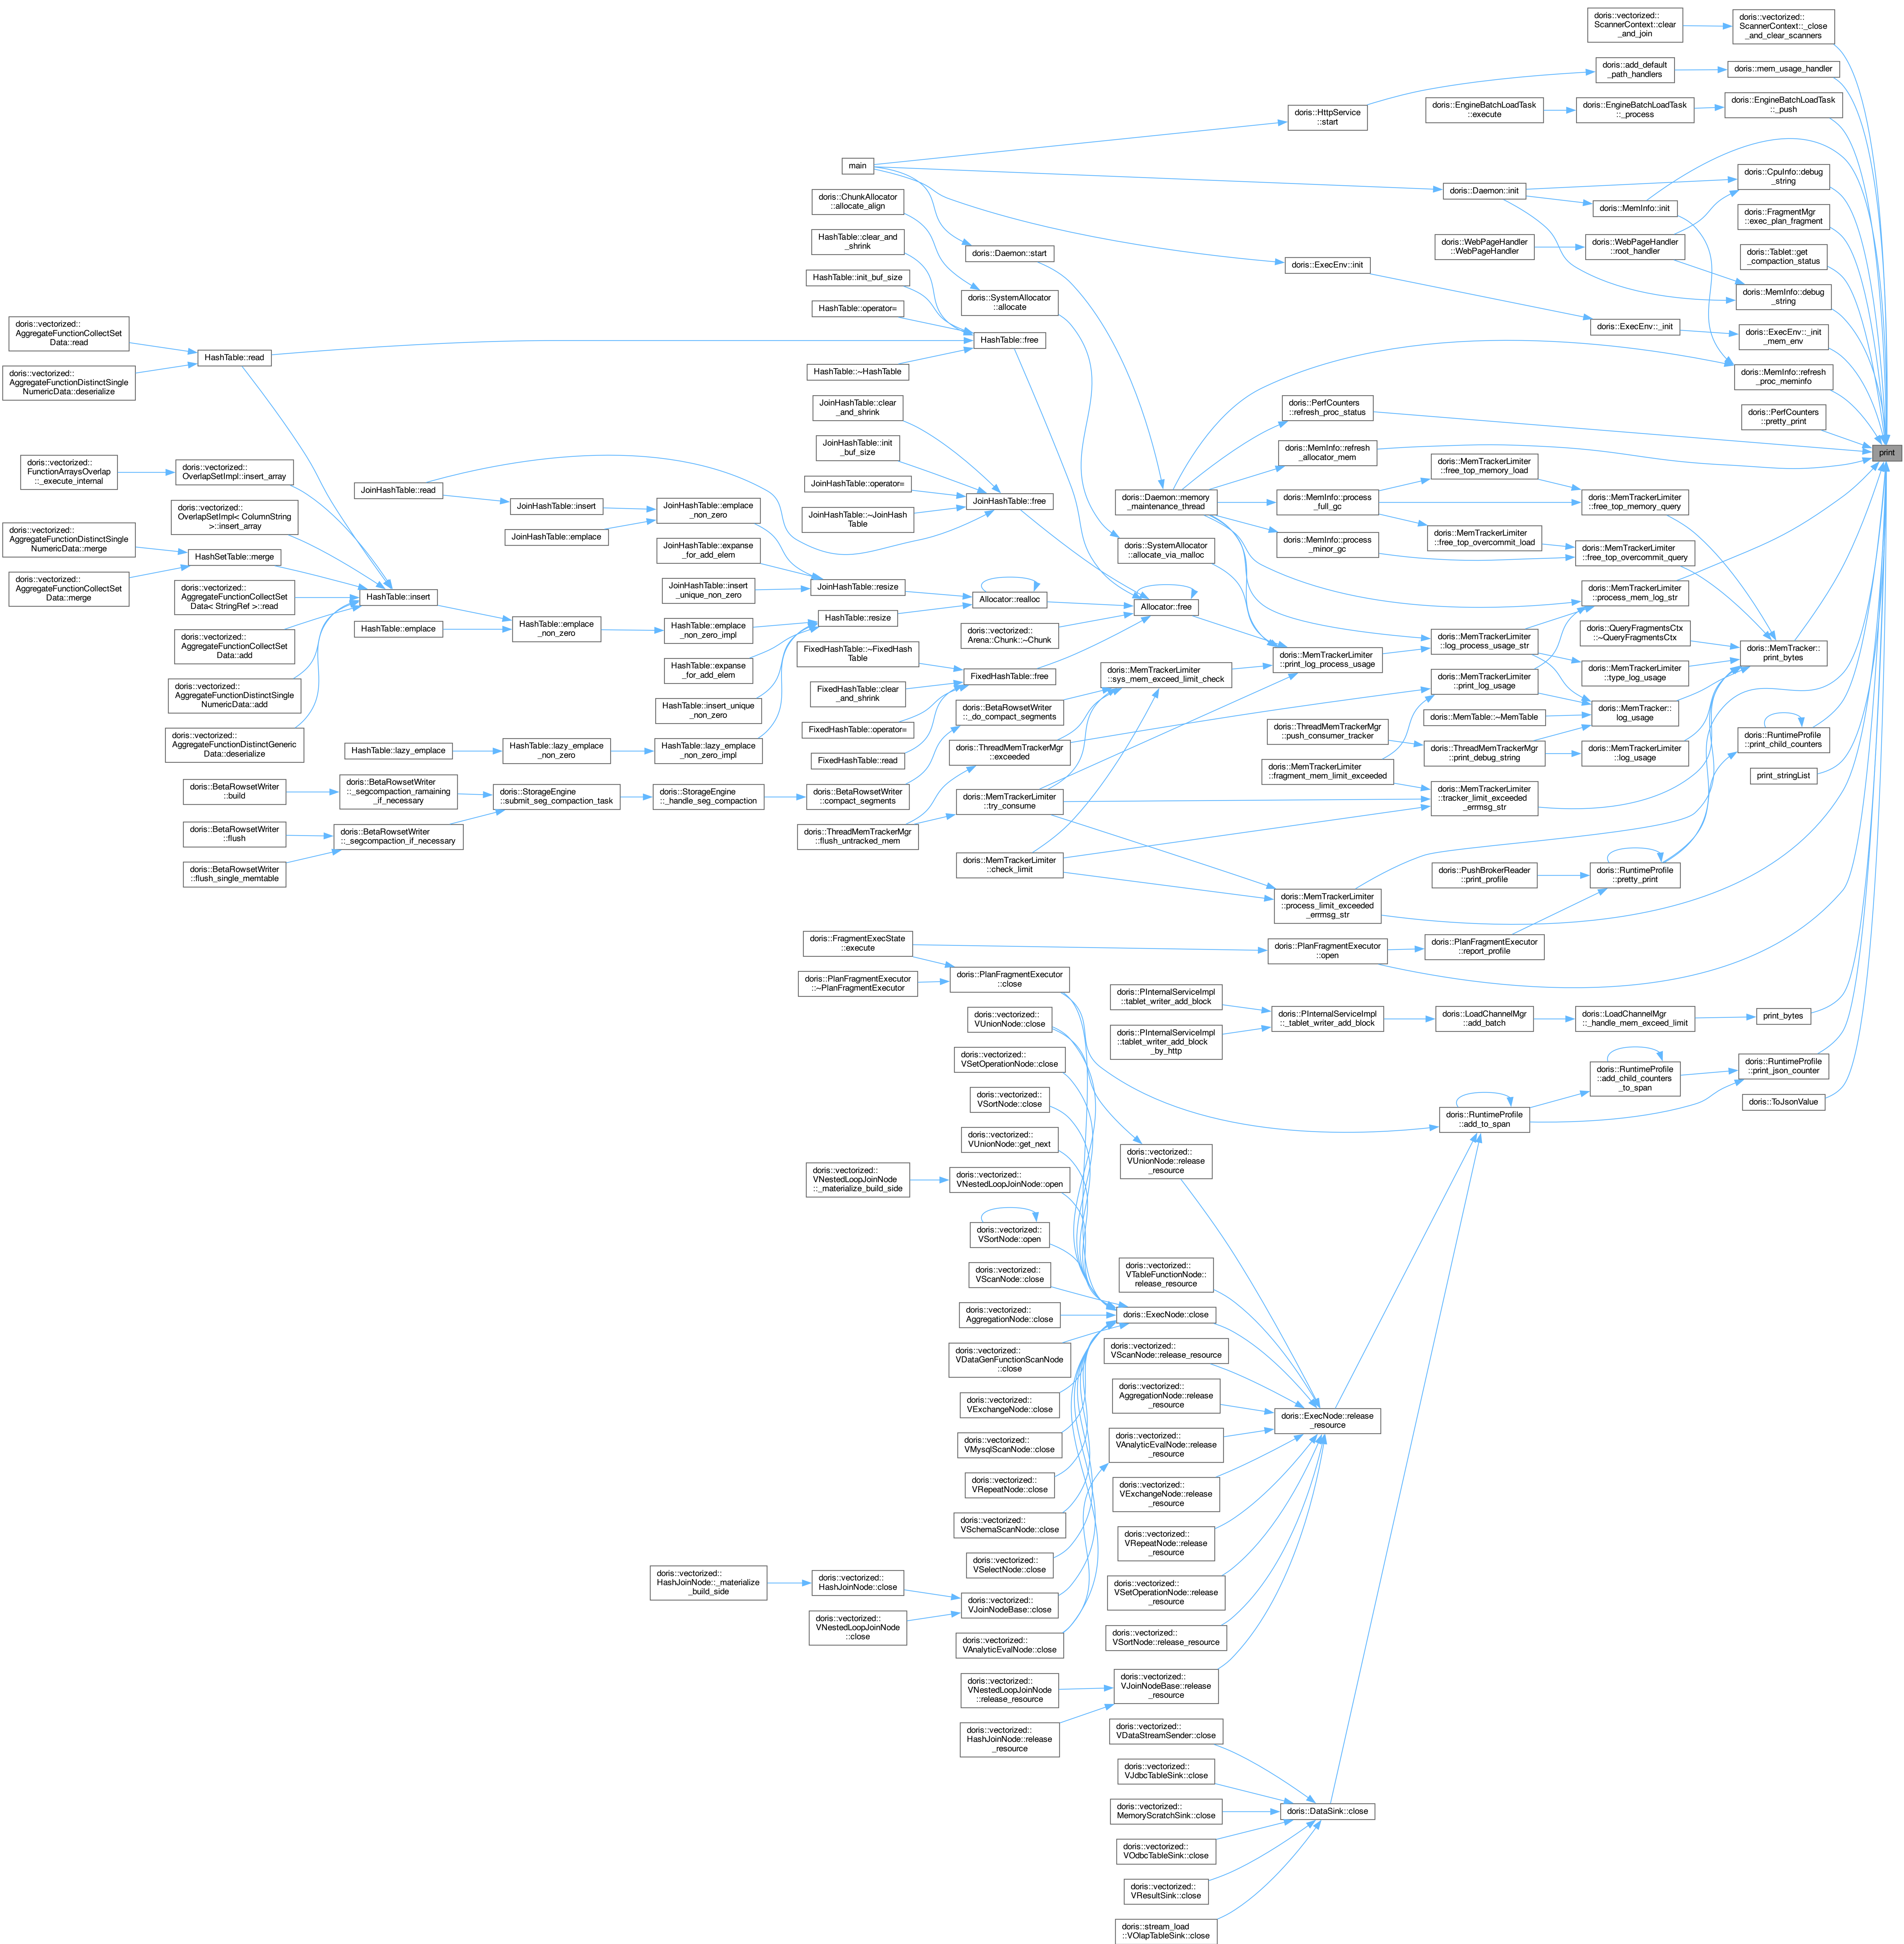 doris::vectorized::
ScannerContext::clear
_and_join
doris::vectorized::
ScannerContext::_close
_and_clear_scanners
doris::add_default
_path_handlers
doris::mem_usage_handler
doris::HttpService
::start
doris::EngineBatchLoadTask
::execute
doris::EngineBatchLoadTask
::_process
doris::EngineBatchLoadTask
::_push
main
doris::Daemon::init
doris::CpuInfo::debug
_string
doris::MemInfo::init
doris::FragmentMgr
::exec_plan_fragment
doris::ChunkAllocator
::allocate_align
HashTable::clear_and
_shrink
doris::Daemon::start
doris::WebPageHandler
::WebPageHandler
doris::WebPageHandler
::root_handler
doris::Tablet::get
_compaction_status
HashTable::init_buf_size
doris::ExecEnv::init
doris::MemInfo::debug
_string
HashTable::operator=
doris::SystemAllocator
::allocate
doris::ExecEnv::_init
doris::ExecEnv::_init
_mem_env
doris::vectorized::
AggregateFunctionCollectSet
Data::read
HashTable::read
HashTable::free
HashTable::~HashTable
doris::vectorized::
AggregateFunctionDistinctSingle
NumericData::deserialize
doris::MemInfo::refresh
_proc_meminfo
JoinHashTable::clear
_and_shrink
doris::PerfCounters
::refresh_proc_status
doris::PerfCounters
::pretty_print
JoinHashTable::init
_buf_size
doris::MemInfo::refresh
_allocator_mem
print
doris::vectorized::
FunctionArraysOverlap
::_execute_internal
doris::vectorized::
OverlapSetImpl::insert_array
JoinHashTable::read
JoinHashTable::operator=
doris::MemTrackerLimiter
::free_top_memory_load
JoinHashTable::insert
JoinHashTable::emplace
_non_zero
JoinHashTable::free
doris::Daemon::memory
_maintenance_thread
doris::MemInfo::process
_full_gc
doris::MemTrackerLimiter
::free_top_memory_query
doris::vectorized::
OverlapSetImpl< ColumnString
>::insert_array
JoinHashTable::~JoinHash
Table
doris::vectorized::
AggregateFunctionDistinctSingle
NumericData::merge
JoinHashTable::emplace
doris::MemInfo::process
_minor_gc
doris::MemTrackerLimiter
::free_top_overcommit_load
HashSetTable::merge
JoinHashTable::expanse
_for_add_elem
doris::SystemAllocator
::allocate_via_malloc
doris::MemTrackerLimiter
::free_top_overcommit_query
doris::vectorized::
AggregateFunctionCollectSet
Data::merge
JoinHashTable::insert
_unique_non_zero
JoinHashTable::resize
doris::vectorized::
AggregateFunctionCollectSet
Data< StringRef >::read
HashTable::insert
Allocator::realloc
Allocator::free
doris::MemTrackerLimiter
::process_mem_log_str
HashTable::emplace
HashTable::emplace
_non_zero
HashTable::emplace
_non_zero_impl
HashTable::resize
doris::vectorized::
AggregateFunctionCollectSet
Data::add
doris::vectorized::
Arena::Chunk::~Chunk
doris::MemTrackerLimiter
::log_process_usage_str
doris::QueryFragmentsCtx
::~QueryFragmentsCtx
doris::MemTracker::
print_bytes
HashTable::expanse
_for_add_elem
FixedHashTable::~FixedHash
Table
doris::MemTrackerLimiter
::print_log_process_usage
doris::MemTrackerLimiter
::type_log_usage
doris::vectorized::
AggregateFunctionDistinctSingle
NumericData::add
FixedHashTable::clear
_and_shrink
FixedHashTable::free
doris::MemTrackerLimiter
::sys_mem_exceed_limit_check
doris::MemTrackerLimiter
::print_log_usage
HashTable::insert_unique
_non_zero
FixedHashTable::operator=
doris::BetaRowsetWriter
::_do_compact_segments
doris::MemTable::~MemTable
doris::MemTracker::
log_usage
doris::vectorized::
AggregateFunctionDistinctGeneric
Data::deserialize
HashTable::lazy_emplace
HashTable::lazy_emplace
_non_zero
HashTable::lazy_emplace
_non_zero_impl
FixedHashTable::read
doris::ThreadMemTrackerMgr
::exceeded
doris::ThreadMemTrackerMgr
::push_consumer_tracker
doris::ThreadMemTrackerMgr
::print_debug_string
doris::MemTrackerLimiter
::log_usage
doris::RuntimeProfile
::print_child_counters
doris::MemTrackerLimiter
::fragment_mem_limit_exceeded
print_stringList
doris::BetaRowsetWriter
::build
doris::BetaRowsetWriter
::_segcompaction_ramaining
_if_necessary
doris::StorageEngine
::submit_seg_compaction_task
doris::StorageEngine
::_handle_seg_compaction
doris::BetaRowsetWriter
::compact_segments
doris::MemTrackerLimiter
::try_consume
doris::MemTrackerLimiter
::tracker_limit_exceeded
_errmsg_str
doris::BetaRowsetWriter
::flush
doris::BetaRowsetWriter
::_segcompaction_if_necessary
doris::ThreadMemTrackerMgr
::flush_untracked_mem
doris::BetaRowsetWriter
::flush_single_memtable
doris::MemTrackerLimiter
::check_limit
doris::PushBrokerReader
::print_profile
doris::RuntimeProfile
::pretty_print
doris::MemTrackerLimiter
::process_limit_exceeded
_errmsg_str
doris::FragmentExecState
::execute
doris::PlanFragmentExecutor
::open
doris::PlanFragmentExecutor
::report_profile
doris::PlanFragmentExecutor
::~PlanFragmentExecutor
doris::PlanFragmentExecutor
::close
doris::PInternalServiceImpl
::tablet_writer_add_block
doris::vectorized::
VUnionNode::close
doris::PInternalServiceImpl
::_tablet_writer_add_block
doris::LoadChannelMgr
::add_batch
doris::LoadChannelMgr
::_handle_mem_exceed_limit
print_bytes
doris::PInternalServiceImpl
::tablet_writer_add_block
_by_http
doris::vectorized::
VSetOperationNode::close
doris::RuntimeProfile
::add_child_counters
_to_span
doris::RuntimeProfile
::print_json_counter
doris::vectorized::
VSortNode::close
doris::RuntimeProfile
::add_to_span
doris::ToJsonValue
doris::vectorized::
VUnionNode::get_next
doris::vectorized::
VUnionNode::release
_resource
doris::vectorized::
VNestedLoopJoinNode
::_materialize_build_side
doris::vectorized::
VNestedLoopJoinNode::open
doris::vectorized::
VSortNode::open
doris::vectorized::
VScanNode::close
doris::vectorized::
VTableFunctionNode::
release_resource
doris::vectorized::
AggregationNode::close
doris::ExecNode::close
doris::vectorized::
VDataGenFunctionScanNode
::close
doris::vectorized::
VScanNode::release_resource
doris::vectorized::
VExchangeNode::close
doris::vectorized::
AggregationNode::release
_resource
doris::ExecNode::release
_resource
doris::vectorized::
VMysqlScanNode::close
doris::vectorized::
VAnalyticEvalNode::release
_resource
doris::vectorized::
VRepeatNode::close
doris::vectorized::
VExchangeNode::release
_resource
doris::vectorized::
VSchemaScanNode::close
doris::vectorized::
VRepeatNode::release
_resource
doris::vectorized::
VSelectNode::close
doris::vectorized::
HashJoinNode::_materialize
_build_side
doris::vectorized::
HashJoinNode::close
doris::vectorized::
VJoinNodeBase::close
doris::vectorized::
VSetOperationNode::release
_resource
doris::vectorized::
VNestedLoopJoinNode
::close
doris::vectorized::
VAnalyticEvalNode::close
doris::vectorized::
VSortNode::release_resource
doris::vectorized::
VNestedLoopJoinNode
::release_resource
doris::vectorized::
VJoinNodeBase::release
_resource
doris::vectorized::
HashJoinNode::release
_resource
doris::vectorized::
VDataStreamSender::close
doris::vectorized::
VJdbcTableSink::close
doris::vectorized::
MemoryScratchSink::close
doris::DataSink::close
doris::vectorized::
VOdbcTableSink::close
doris::vectorized::
VResultSink::close
doris::stream_load
::VOlapTableSink::close